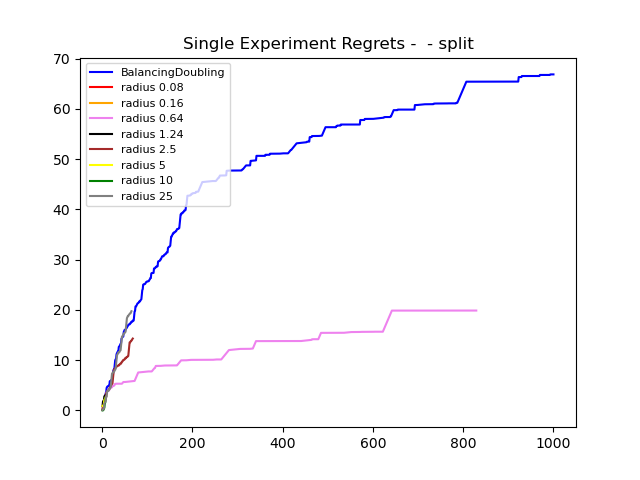 Single Experiment Regrets -  - split
BalancingDoubling
radius 0.08
radius 0.16
radius 0.64
radius 1.24
radius 2.5
radius 5
radius 10
radius 25
70
60
50
40
30
20
10
0
0 200 400 600 800 1000